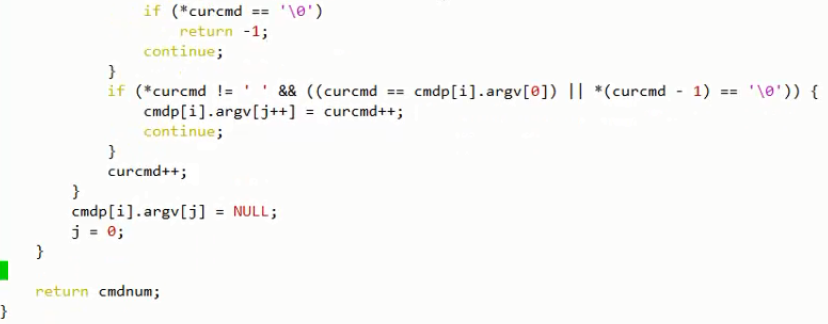 if (*curcmd == '\0')
return -1;
continue;
}
if (*curcmd != ' ' && ((curcmd == cmdp[i].argv[0]) || *(curcmd - 1) == '\0')) {
cmdp[i].argv[j++] = curcmd++;
continue;
}
curcmd++;
}
cmdp[i].argv[j] = NULL;
j = 0;
}
return cmdnum;
}